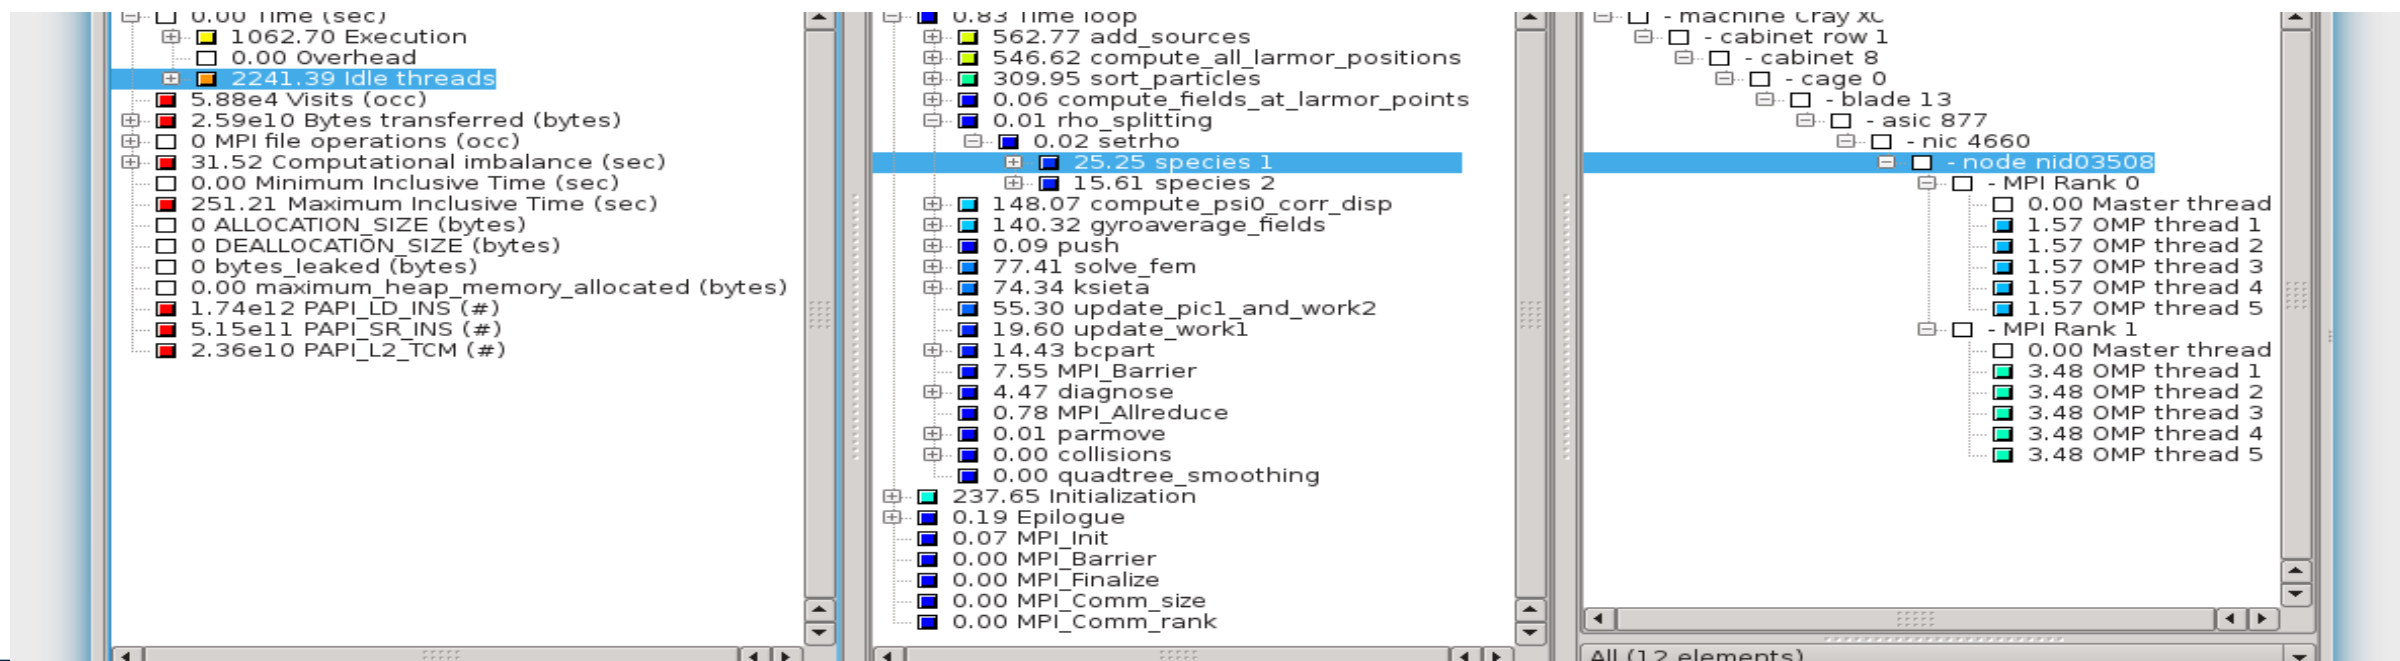 0.00 Time (sec)
1062.70 Execution
0.00 Overhead
2241.39 Idle threads
5.88e4 Visits (occ)
2.59e10 Bytes transferred (bytes)
0 MPI file operations (occ)
31.52 Computational imbalance (sec)
0.00 Minimum Inclusive Time (sec)
251.21 Maximum Inclusive Time (sec)
0 ALLOCATION_SIZE (bytes)
0 DEALLOCATION_SIZE (bytes)
0 bytes_leaked (bytes)
0.00 maximum_heap_memory_allocated (bytes)
1.74e12 PAPI_LD_INS (#)
5.15e11 PAPI_SR_INS (#)
2.36e10 PAPI_L2_TCM (#)
0.83 Time loop
562.77 add_sources
546.62 compute_all_larmor_positions
309.95 sort_particles
0.06 compute_fields_at_larmor_points
0.01 rho_splitting
0.02 setrho
25.25 species 1
15.61 species 2
148.07 compute_psi0_corr_disp
140.32 gyroaverage_fields
0.09 push
77.41 solve_fem
74.34 ksieta
55.30 update_pic1_and_work2
19.60 update_work1
14.43 bcpart
7.55 MPI_Barrier
4.47 diagnose
0.78 MPI_Allreduce
0.01 parmove
0.00 collisions
0.00 quadtree_smoothing
237.65 Initialization
0.19 Epilogue
0.07 MPI_Init
0.00 MPI_Barrier
0.00 MPI_Finalize
0.00 MPI_Comm_size
0.00 MPI_Comm_rank
- machine Cray XC
- cabinet row 1
- cabinet 8
- cage 0
- blade 13
- asic 877
- nic 4660
- node nid03508
- MPI Rank 0
0.00 Master thread
1.57 OMP thread 1
1.57 OMP thread 2
1.57 OMP thread 3
1.57 OMP thread 4
1.57 OMP thread 5
- MPI Rank 1
0.00 Master thread
3.48 OMP thread 1
3.48 OMP thread 2
3.48 OMP thread 3
3.48 OMP thread 4
3.48 OMP thread 5
All (12 elements)